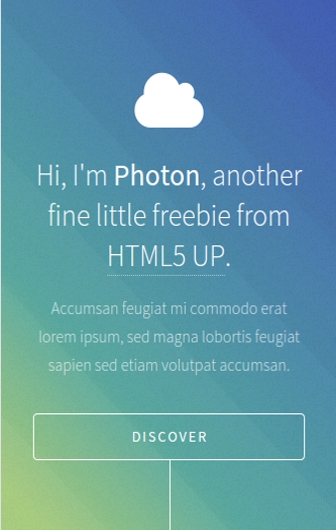 Hi, I'm Photon, another
fine little freebie from
HTML5 UP.
Accumsan feugiat mi commodo erat
lorem ipsum, sed magna lobortis feugiat
sapien sed etiam volutpat accumsan.
DISCOVER